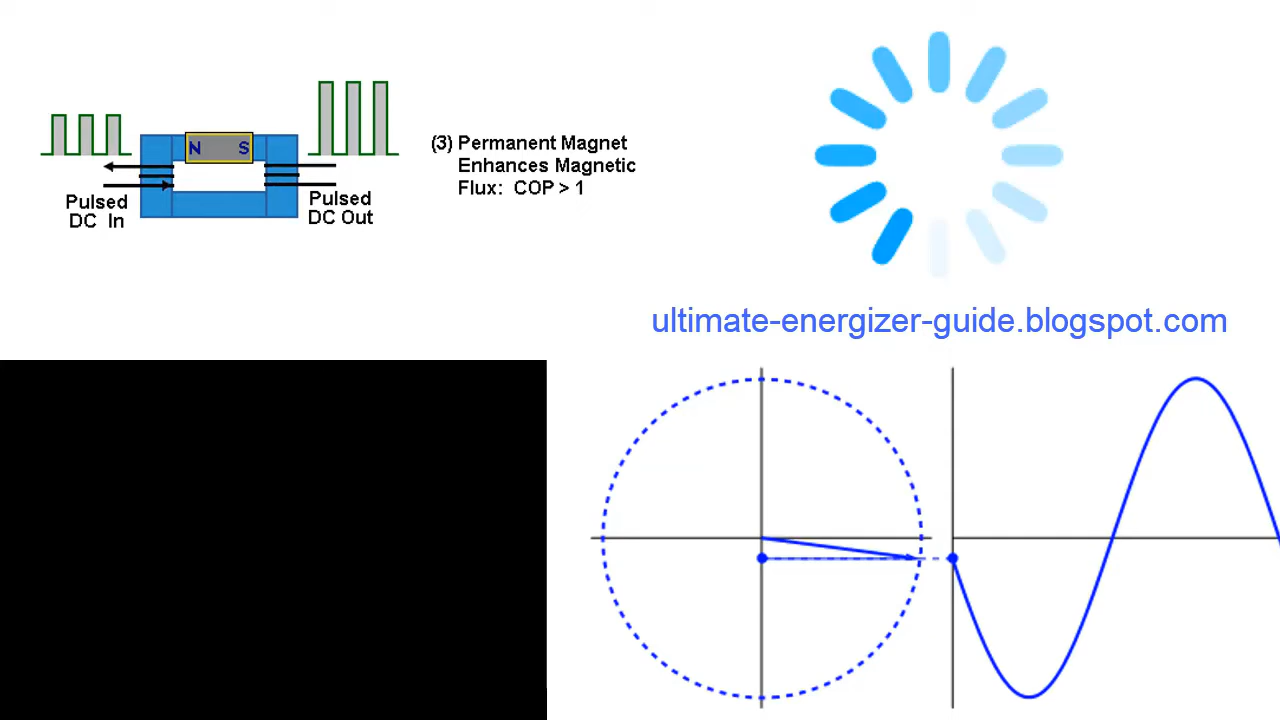 N S
Pulsed
DC In
Pulsed
DC Out
(3) Permanent Magnet
Enhances Magnetic
Flux: COP > 1
ultimate-energizer-guide.blogspot.com